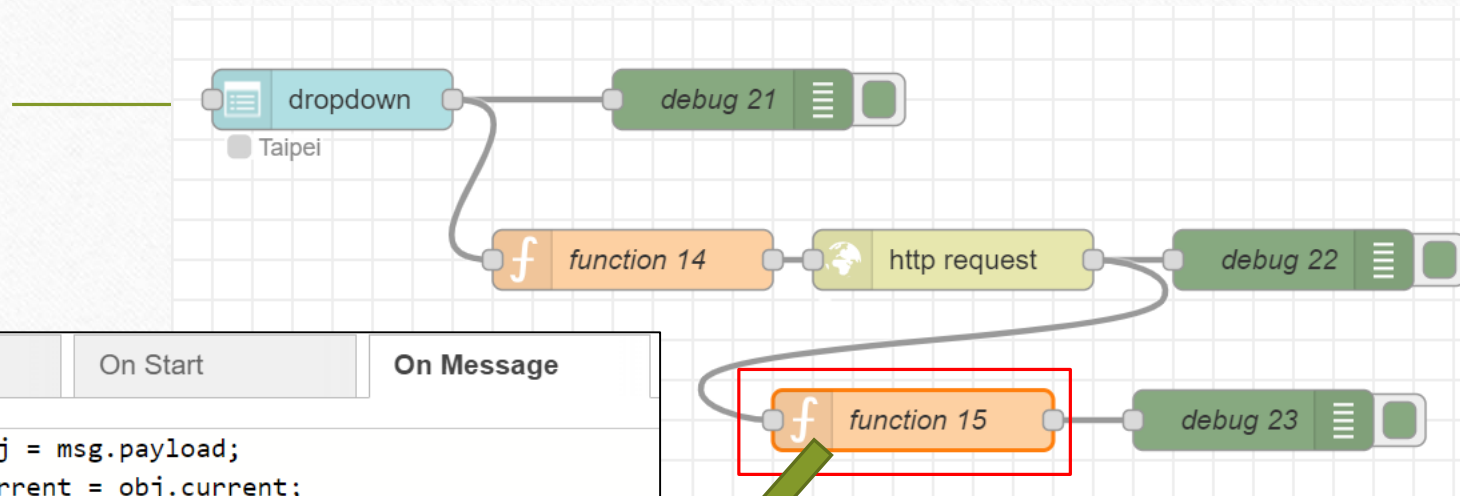 dropdown
debug 21
Taipei
function 14
http request
debug 22
On Start
On Message
function 15
debug 23
= msg.payload;
= obj.current;